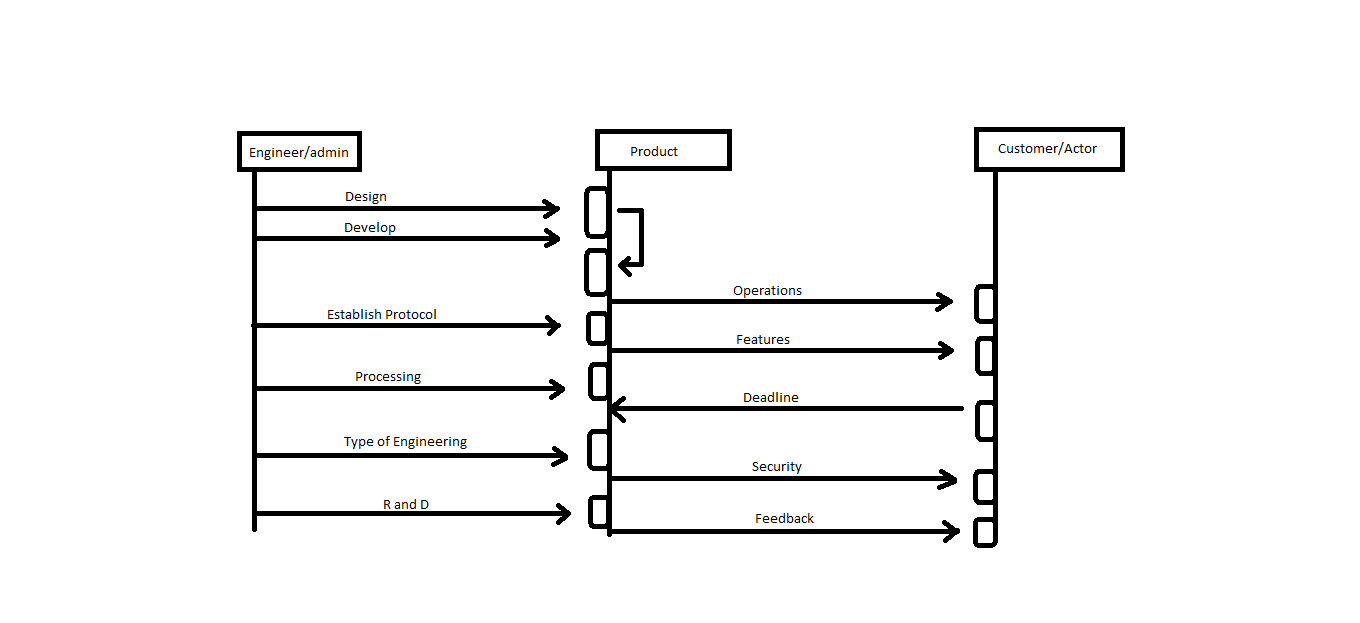 Engineer/admin
Product
Customer/Actor
Design
Develop
Operations
Establish Protocol
Features
Processing
Deadline
Type of Engineering
Security
R and D
Feedback